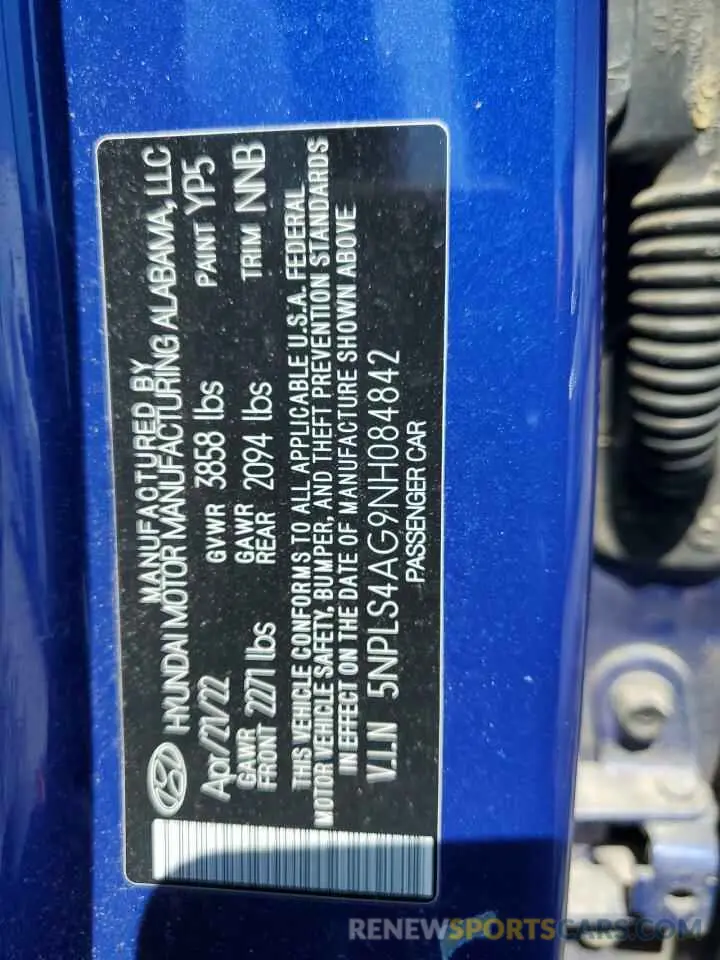 MANUFACTURED BY
HYUNDAI MOTOR MANUFACTURING ALABAMA, LLC
Apr/21/22 GVWR 3858 lbs PAINT YP5
GAWR FRONT 2271 lbs GAWR REAR 2094 lbs TRIM NNB
THIS VEHICLE CONFORMS TO ALL APPLICABLE U.S.A. FEDERAL
MOTOR VEHICLE SAFETY, BUMPER, AND THEFT PREVENTION STANDARDS
IN EFFECT ON THE DATE OF MANUFACTURE SHOWN ABOVE
V.I.N 5NPLS4AG9NH084842
PASSENGER CAR
RENEWSPORTSCARS.COM